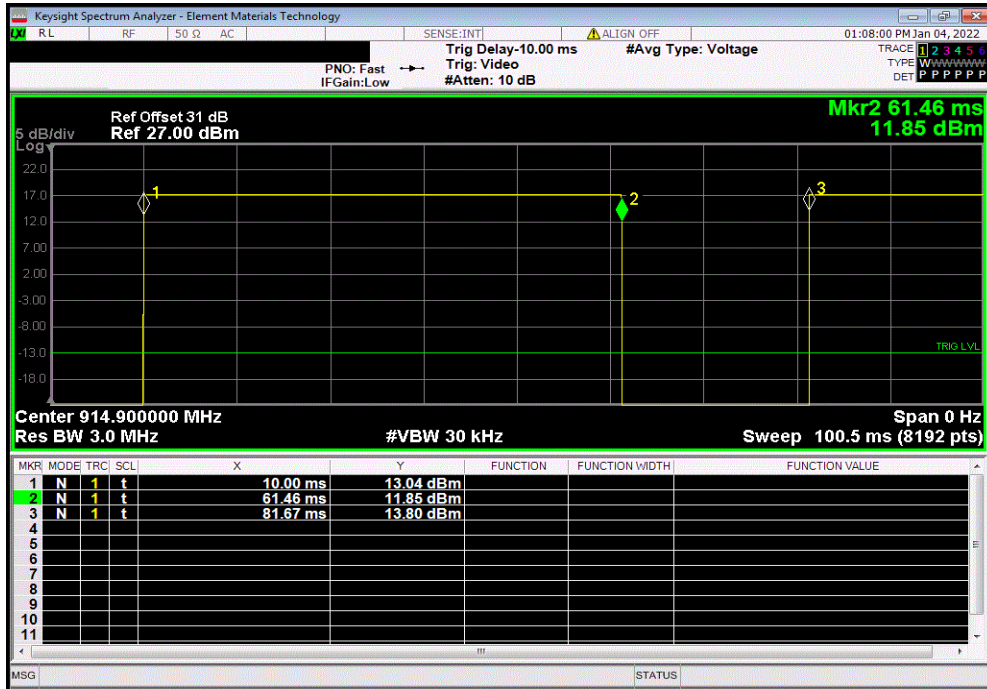 Keysight Spectrum Analyzer - Element Materials Technology
LXI RL RF 50 Ω AC SENSE:INT ALIGN OFF 01:08:00 PM Jan 04, 2022
Trig Delay-10.00 ms #Avg Type: Voltage TRACE 1 2 3 4 5 6
PNO: Fast Trig: Video TYPE WWWWWW
IFGain:Low #Atten: 10 dB DET P P P P P P
Mkr2 61.46 ms
11.85 dBm
Ref Offset 31 dB
5 dB/div Ref 27.00 dBm
Log
22.0
17.0
12.0
7.00
2.00
-3.00
-8.00
-13.0
-18.0
1
2
3
TRIG LVL
Center 914.900000 MHz Span 0 Hz
Res BW 3.0 MHz #VBW 30 kHz Sweep 100.5 ms (8192 pts)
MKR MODE TRC SCL X Y FUNCTION FUNCTION WIDTH FUNCTION VALUE
1 N 1 t 10.00 ms 13.04 dBm
2 N 1 t 61.46 ms 11.85 dBm
3 N 1 t 81.67 ms 13.80 dBm
4
5
6
7
8
9
10
11
MSG STATUS